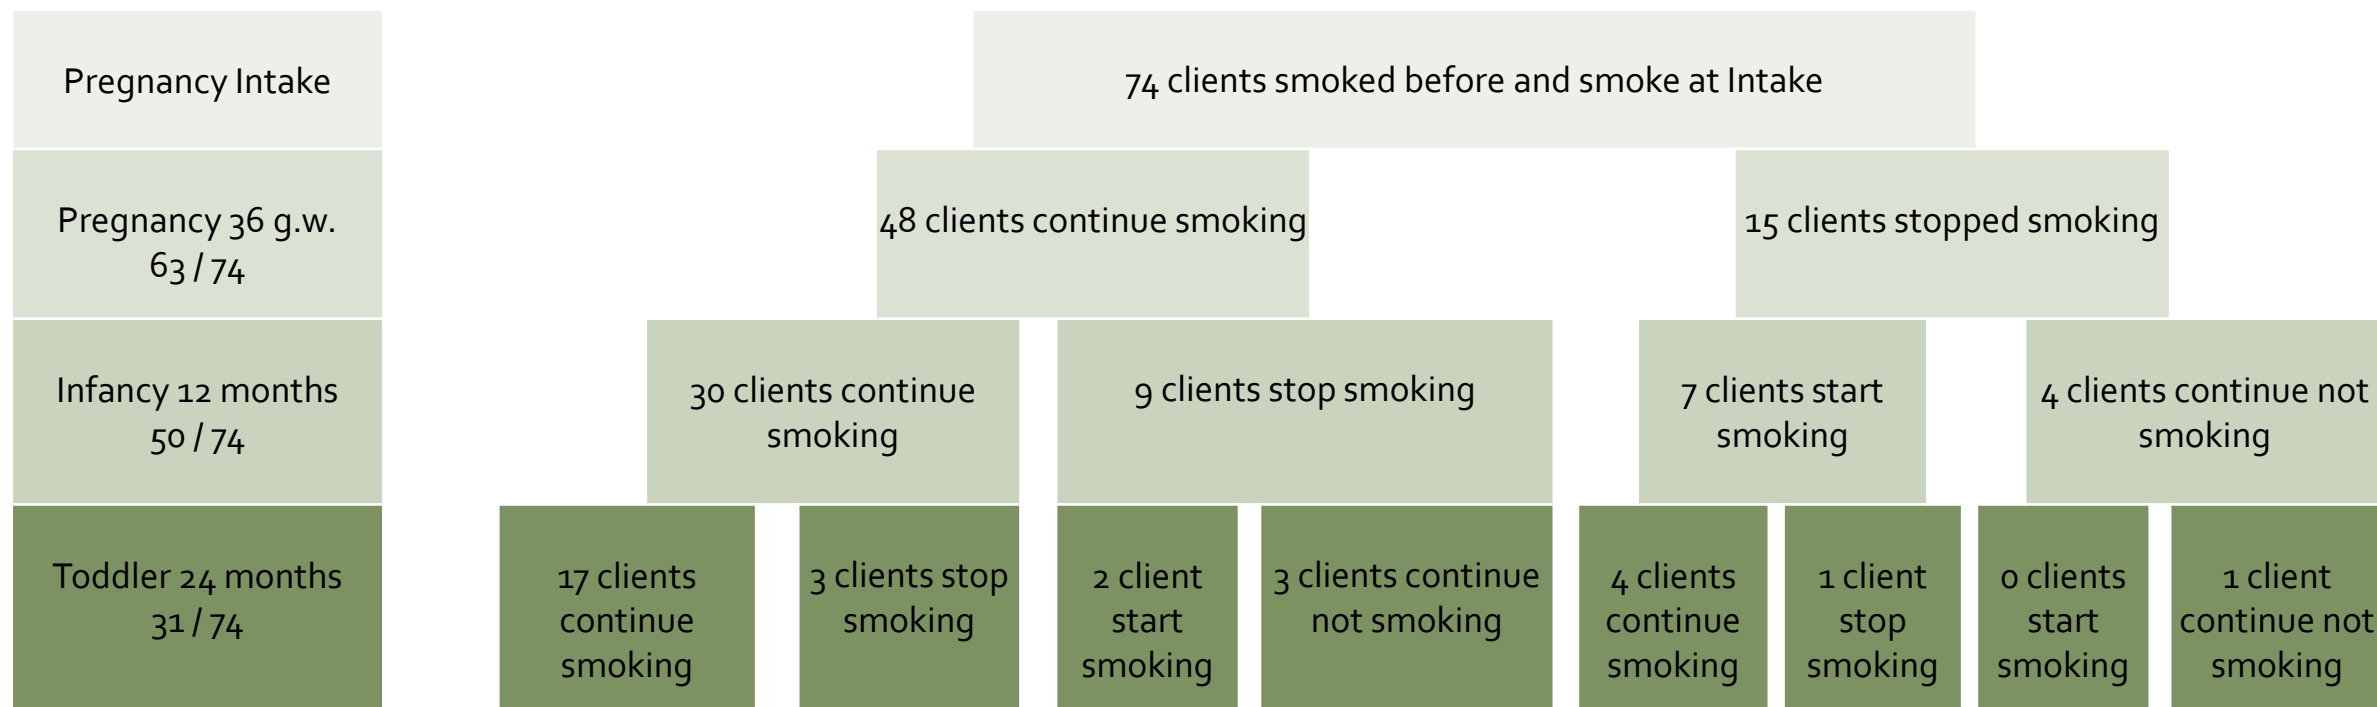 Pregnancy Intake
74 clients smoked before and smoke at Intake
Pregnancy 36 g.w.
63 / 74
48 clients continue smoking
15 clients stopped smoking
Infancy 12 months
50 / 74
30 clients continue
smoking
9 clients stop smoking
7 clients start
smoking
4 clients continue not
smoking
Toddler 24 months
31 / 74
17 clients
continue
smoking
3 clients stop
smoking
2 client
start
smoking
3 clients continue
not smoking
4 clients
continue
smoking
1 client
stop
smoking
0 clients
start
smoking
1 client
continue not
smoking